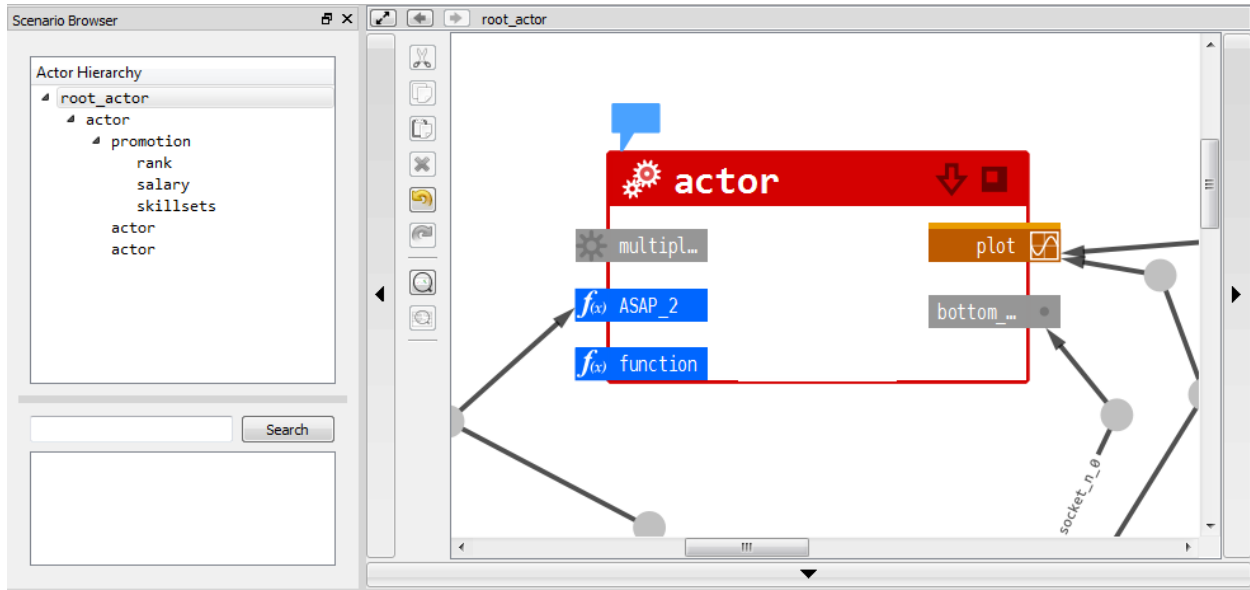 Scenario Browser
root_actor
Actor Hierarchy
root_actor
actor
promotion
rank
salary
skillsets
actor
actor
Search
actor
multipl…
plot
f(x) ASAP_2
bottom_…
f(x) function
socket_n_0